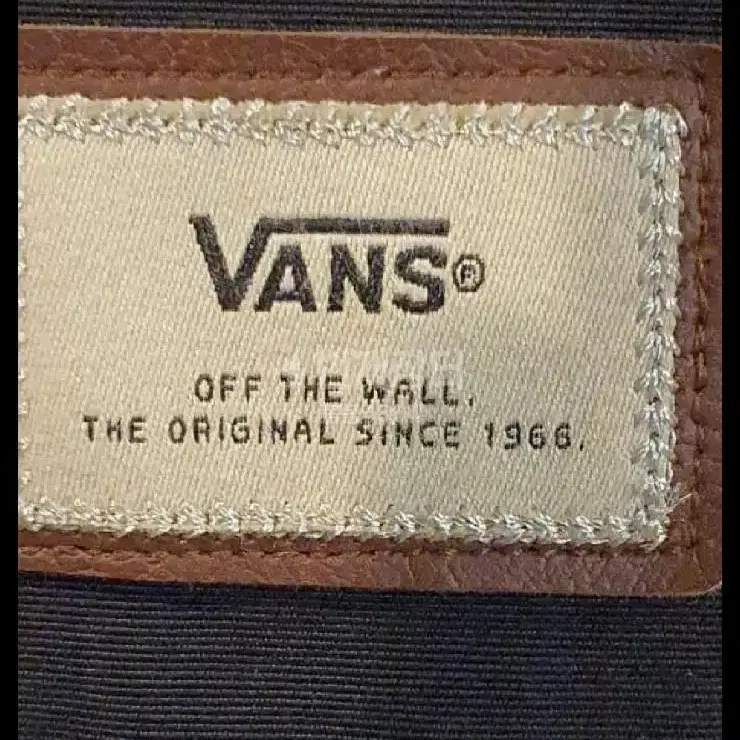 VANS®
OFF THE WALL.
THE ORIGINAL SINCE 1966.